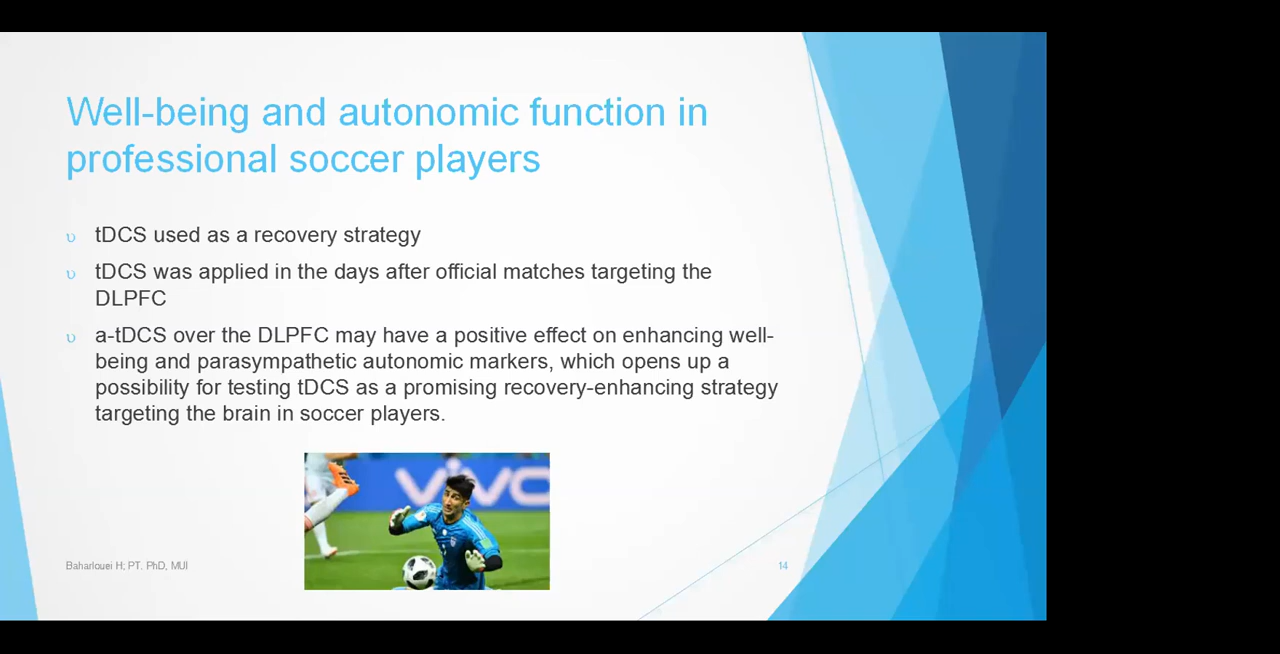 Well-being and autonomic function in
professional soccer players
υ tDCS used as a recovery strategy
υ tDCS was applied in the days after official matches targeting the
DLPFC
υ a-tDCS over the DLPFC may have a positive effect on enhancing well-
being and parasympathetic autonomic markers, which opens up a
possibility for testing tDCS as a promising recovery-enhancing strategy
targeting the brain in soccer players.
vivo
Baharlouei H; PT. PhD, MUI
14